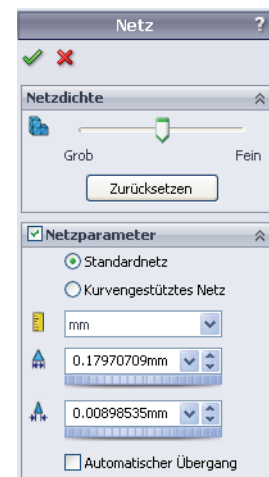 Netz ?
Netzdichte
Grob Fein
Zurücksetzen
Netzparameter
Standardnetz
Kurvengestütztes Netz
mm
0.17970709mm
0.00898535mm
Automatischer Übergang